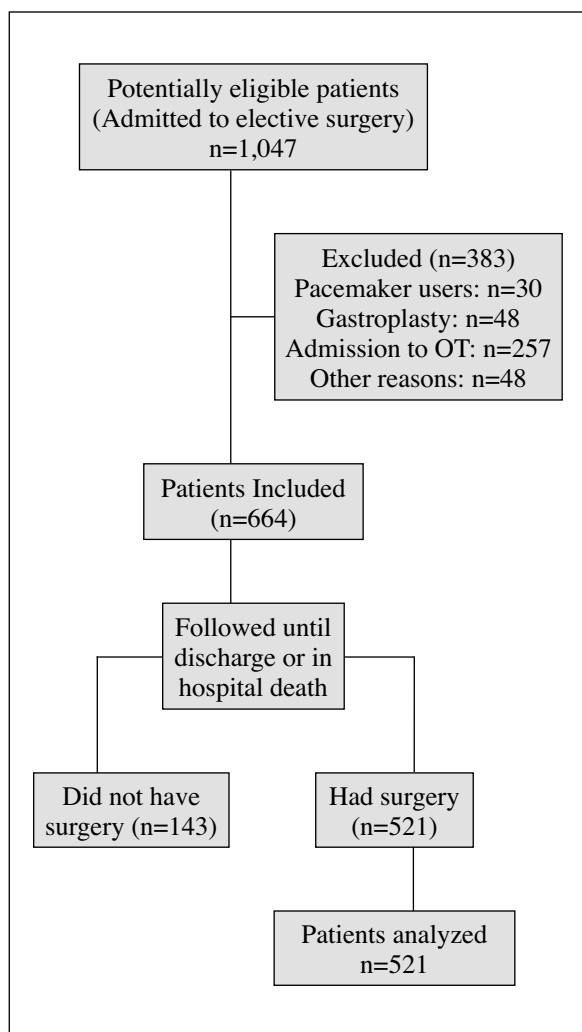 Potentially eligible patients
(Admitted to elective surgery)
n=1,047
Excluded (n=383)
Pacemaker users: n=30
Gastroplasty: n=48
Admission to OT: n=257
Other reasons: n=48
Patients Included
(n=664)
Followed until
discharge or in
hospital death
Did not have
surgery (n=143)
Had surgery
(n=521)
Patients analyzed
n=521